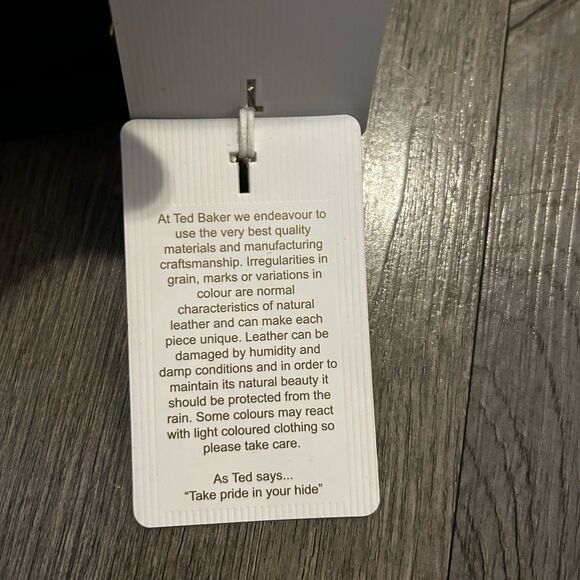 At Ted Baker we endeavour to
use the very best quality
materials and manufacturing
craftsmanship. Irregularities in
grain, marks or variations in
colour are normal
characteristics of natural
leather and can make each
piece unique. Leather can be
damaged by humidity and
damp conditions and in order to
maintain its natural beauty it
should be protected from the
rain. Some colours may react
with light coloured clothing so
please take care.
As Ted says...
“Take pride in your hide”